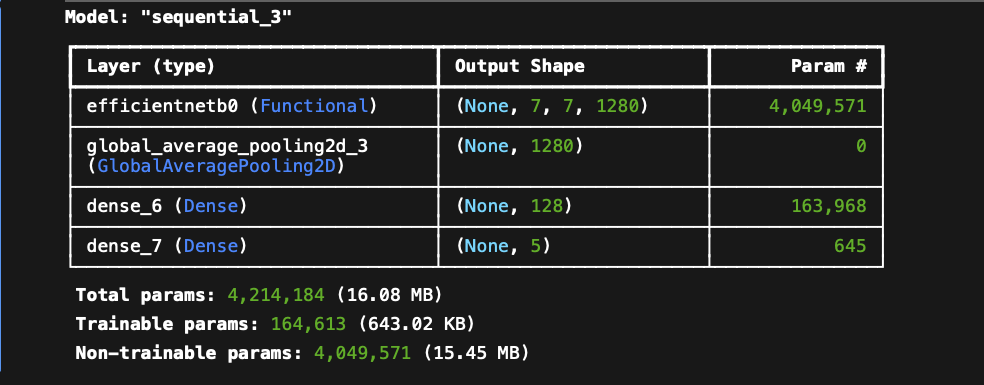 Model: "sequential_3"
Layer (type) Output Shape Param #
efficientnetb0 (Functional) (None, 7, 7, 1280) 4,049,571
global_average_pooling2d_3 (None, 1280) 0
(GlobalAveragePooling2D)
dense_6 (Dense) (None, 128) 163,968
dense_7 (Dense) (None, 5) 645
Total params: 4,214,184 (16.08 MB)
Trainable params: 164,613 (643.02 KB)
Non-trainable params: 4,049,571 (15.45 MB)